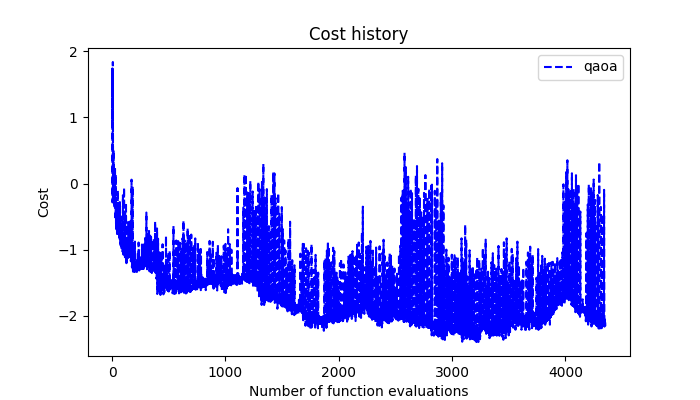 Cost history
qaoa
2
1
0
−1
−2
Cost
0 1000 2000 3000 4000
Number of function evaluations